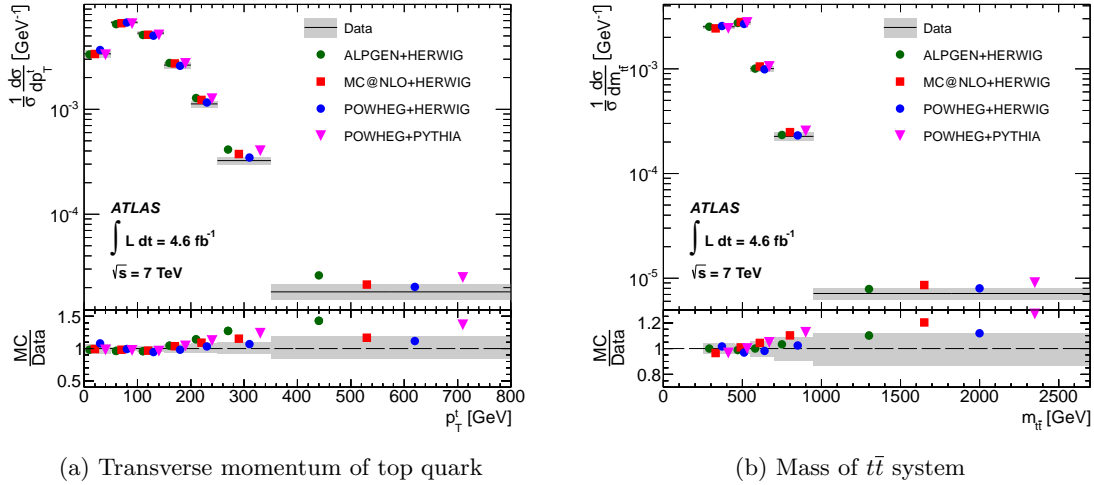 1/σ dσ/dp_T^t [GeV⁻¹]
10⁻³
10⁻⁴
Data
ALPGEN+HERWIG
MC@NLO+HERWIG
POWHEG+HERWIG
POWHEG+PYTHIA
ATLAS
∫ L dt = 4.6 fb⁻¹
√s = 7 TeV
MC/Data
1.5
1
0.5
0 100 200 300 400 500 600 700 800
p_T^t [GeV]
(a) Transverse momentum of top quark
1/σ dσ/dm_tt̄ [GeV⁻¹]
10⁻³
10⁻⁴
10⁻⁵
Data
ALPGEN+HERWIG
MC@NLO+HERWIG
POWHEG+HERWIG
POWHEG+PYTHIA
ATLAS
∫ L dt = 4.6 fb⁻¹
√s = 7 TeV
MC/Data
1.2
1.0
0.8
0 500 1000 1500 2000 2500
m_tt̄ [GeV]
(b) Mass of tt̄ system